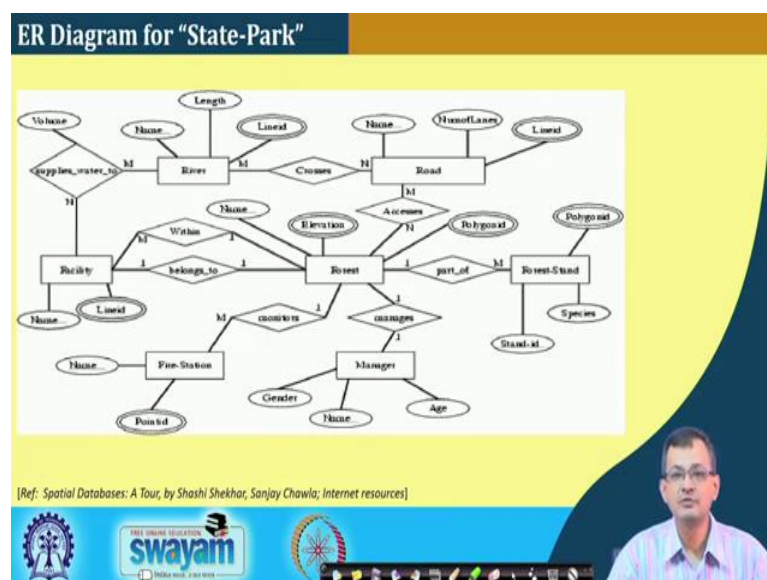 ER Diagram for "State-Park"
Length
Volume
Name
Lineid
Name
NumofLanes
Lineid
supplies_water_to
M
River
M
Crosses
N
Road
N
M
Name
Elevation
Accesses
Polygonid
Polygonid
Within
M
1
N
Facility
1
belongs_to
1
Forest
1
part_of
M
Forest-Stand
Name
Lineid
1
1
Species
M
monitors
manages
Stand-id
Name
Fire-Station
1
Manager
Gender
Age
Pointid
Name
[Ref: Spatial Databases: A Tour, by Shashi Shekhar, Sanjay Chawla; Internet resources]
FREE ONLINE EDUCATION
swayam